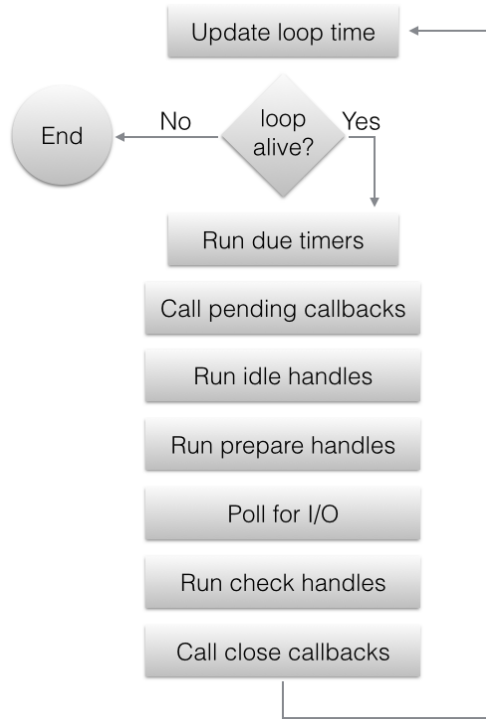 Update loop time
No
loop
alive?
Yes
End
Run due timers
Call pending callbacks
Run idle handles
Run prepare handles
Poll for I/O
Run check handles
Call close callbacks